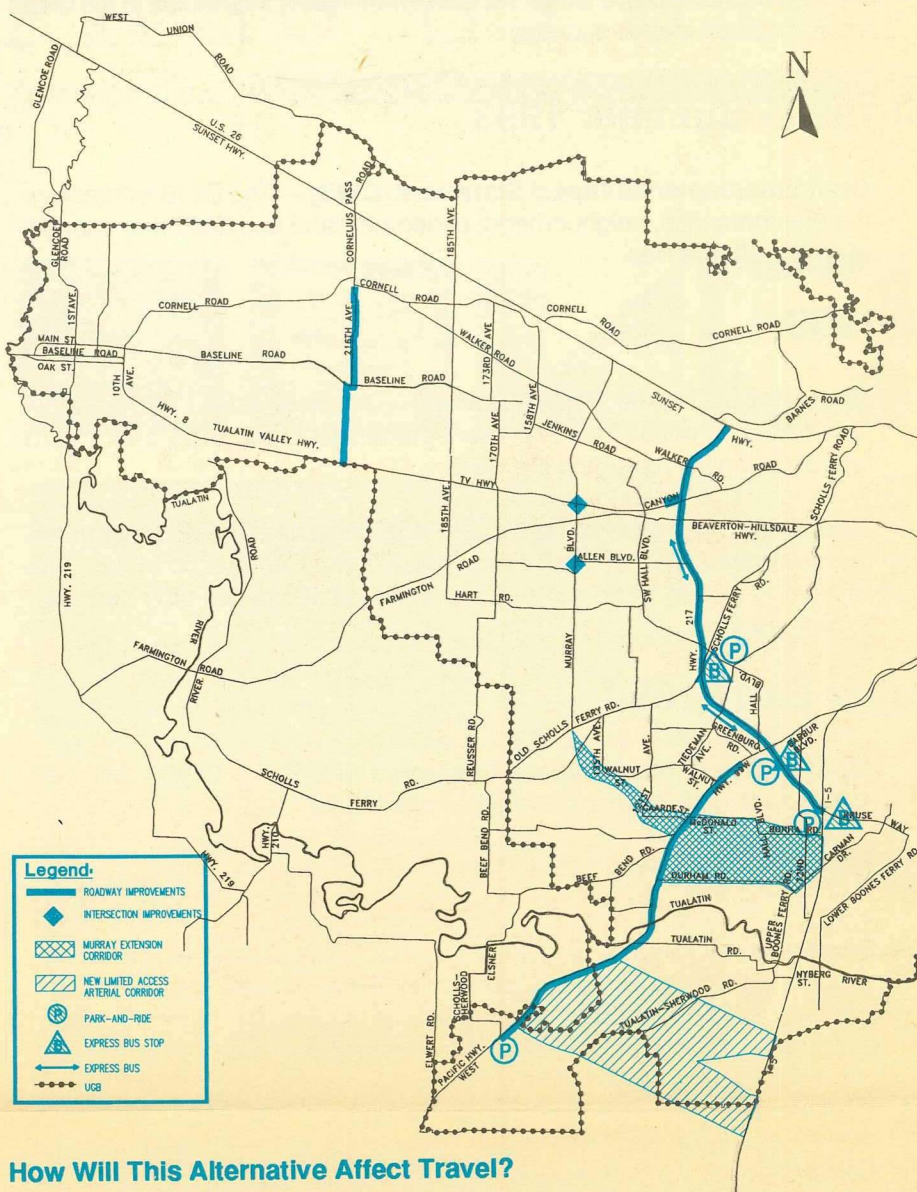 WEST
UNION
ROAD
GLENCOE ROAD
N
U.S. 26
SUNSET HWY.
CORNELIUS PASS
ROAD
185TH AVE
GLENCOE
ROAD
1ST AVE.
CORNELL ROAD
CORNELL
ROAD
216TH AVE.
CORNELL
ROAD
CORNELL ROAD
MAIN ST.
BASELINE ROAD
OAK ST.
10TH
AVE.
BASELINE ROAD
BASELINE ROAD
WALKER ROAD
173RD AVE
158TH AVE
170TH AVE
SUNSET
HWY.
BARNES ROAD
HWY. 8
TUALATIN VALLEY HWY.
JENKINS
ROAD
WALKER
RD.
SCHOLLS FERRY ROAD
TV HWY
CANYON
ROAD
185TH AVE
BEAVERTON-HILLSDALE
HWY.
TUALATIN
ROAD
RIVER
HWY. 219
BLVD.
ALLEN BLVD.
SW HALL BLVD.
FARMINGTON
ROAD
HART RD.
SCHOLLS FERRY
RD.
217
HWY.
MURRAY
FARMINGTON
ROAD
RIVER
P
B
BLVD.
HALL
OLD SCHOLLS FERRY RD.
REUSSER RD.
135TH AVE.
WALNUT
ST.
121ST
AVE.
TIEDEMAN
AVE.
GREENBURG
RD.
WALNUT
ST.
HWY. 99W
BARBUR
BLVD.
B
P
I-5
SCHOLLS
FERRY
RD.
GAARDE ST.
McDONALD
ST.
HALL
BLVD.
BONITA RD.
72ND
P
B
KRUSE
WAY
CARMAN
DR.
LOWER BOONES FERRY RD.
HWY.
210
HWY. 219
BEEF BEND RD.
BEEF
BEND RD.
DURHAM RD.
UPPER
BOONES FERRY RD.
TUALATIN
TUALATIN
RD.
NYBERG
ST.
RIVER
ELSNER
SCHOLLS-
SHERWOOD
TUALATIN-SHERWOOD RD.
ELWERT RD.
PACIFIC HWY.
WEST
P
I-5
Legend:
ROADWAY IMPROVEMENTS
INTERSECTION IMPROVEMENTS
MURRAY EXTENSION
CORRIDOR
NEW LIMITED ACCESS
ARTERIAL CORRIDOR
P PARK-AND-RIDE
B EXPRESS BUS STOP
EXPRESS BUS
UGB
How Will This Alternative Affect Travel?